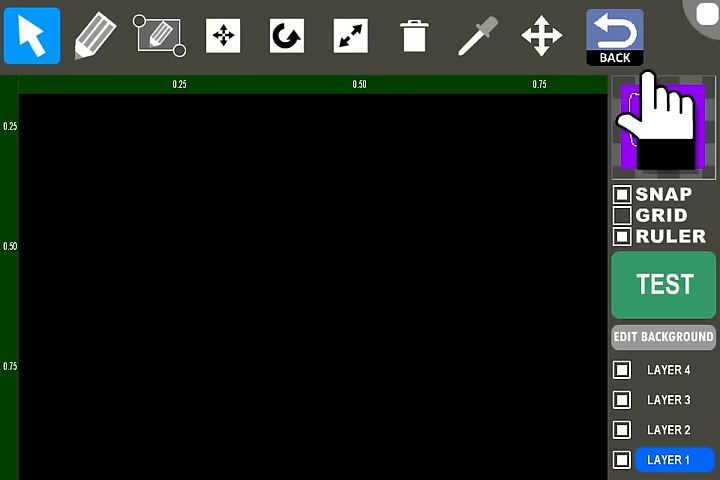 BACK
0.25 0.50 0.75
0.25
0.50
0.75
SNAP
GRID
RULER
TEST
EDIT BACKGROUND
LAYER 4
LAYER 3
LAYER 2
LAYER 1